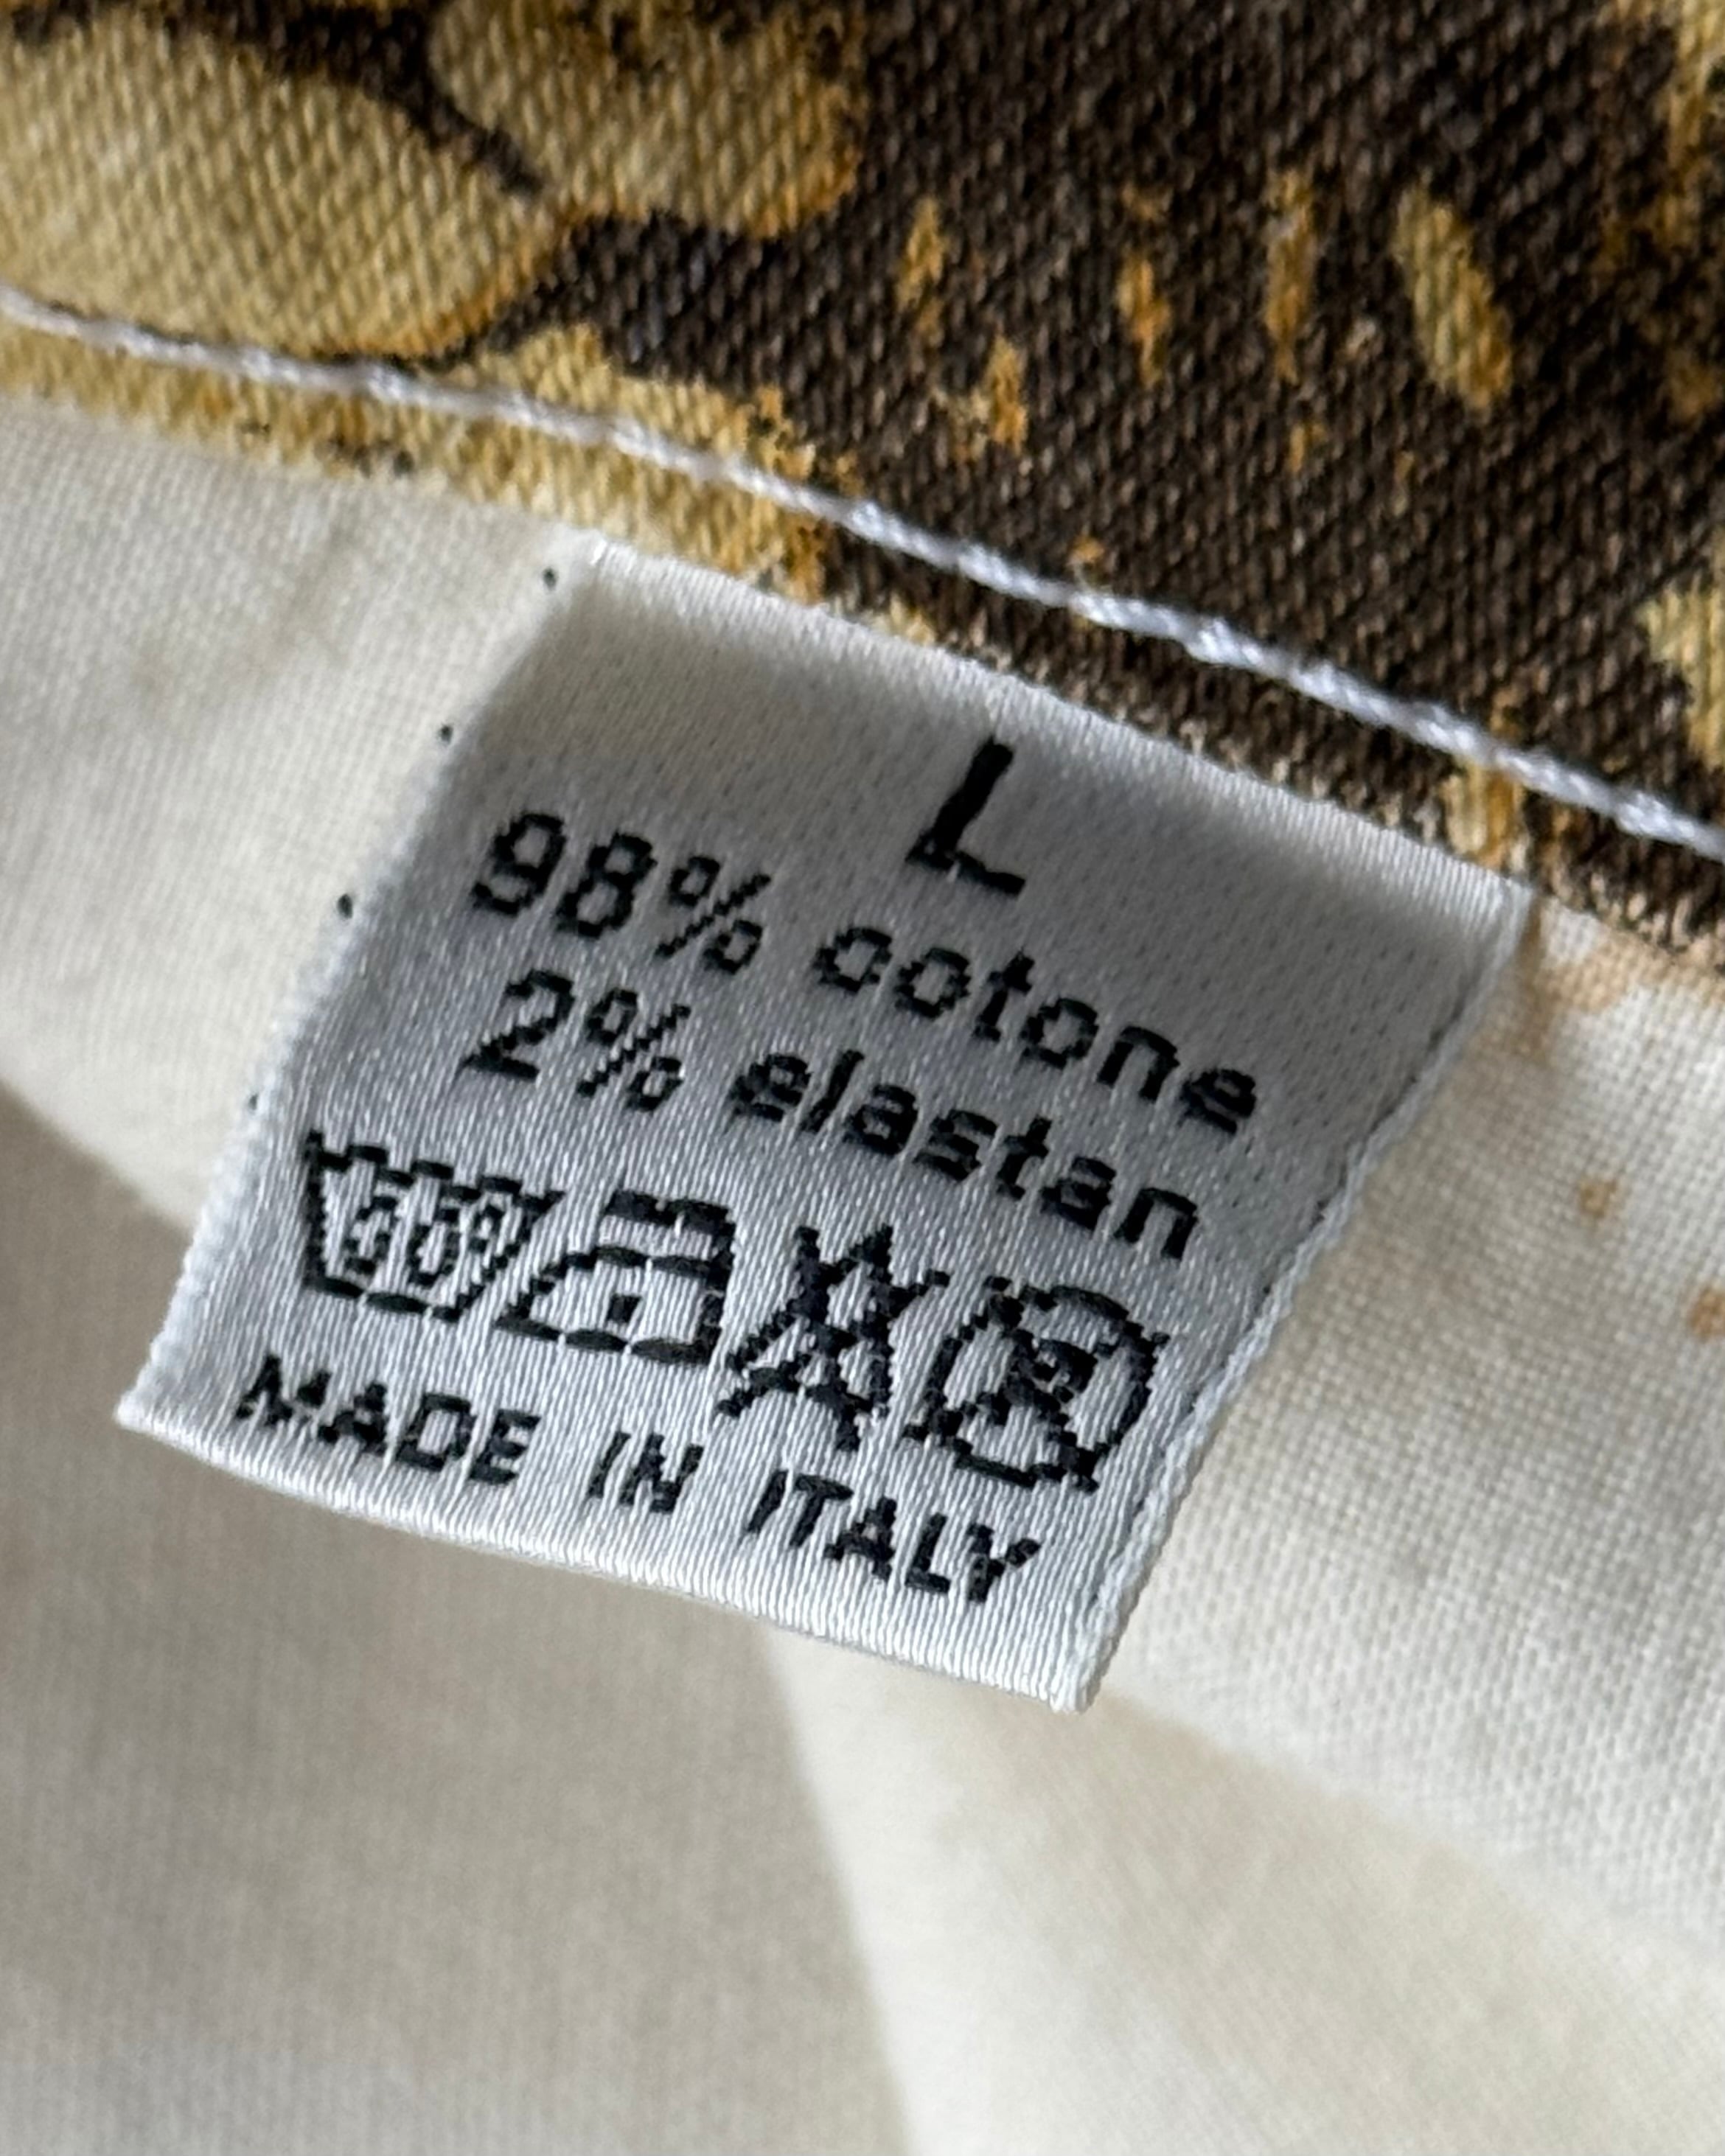 L
98% cotone
2% elastan
MADE IN ITALY